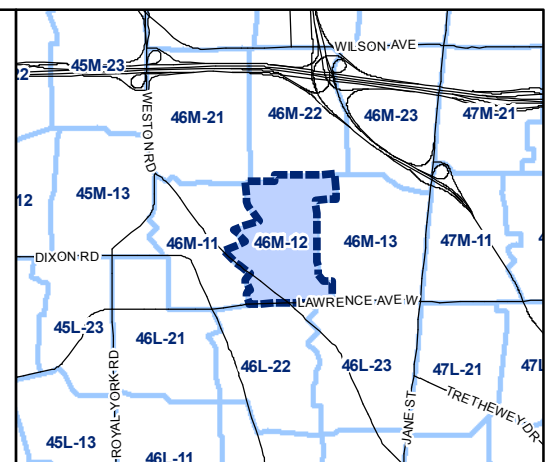 WILSON AVE
22
45M-23
WESTON RD
46M-21
46M-22
46M-23
47M-21
12
45M-13
46M-11
46M-12
46M-13
47M-11
4
DIXON RD
LAWRENCE AVE W
45L-23
46L-21
46L-22
46L-23
47L-21
47L
ROYAL YORK RD
JANE ST
TRETHEWEY DR
45L-13
46L-11